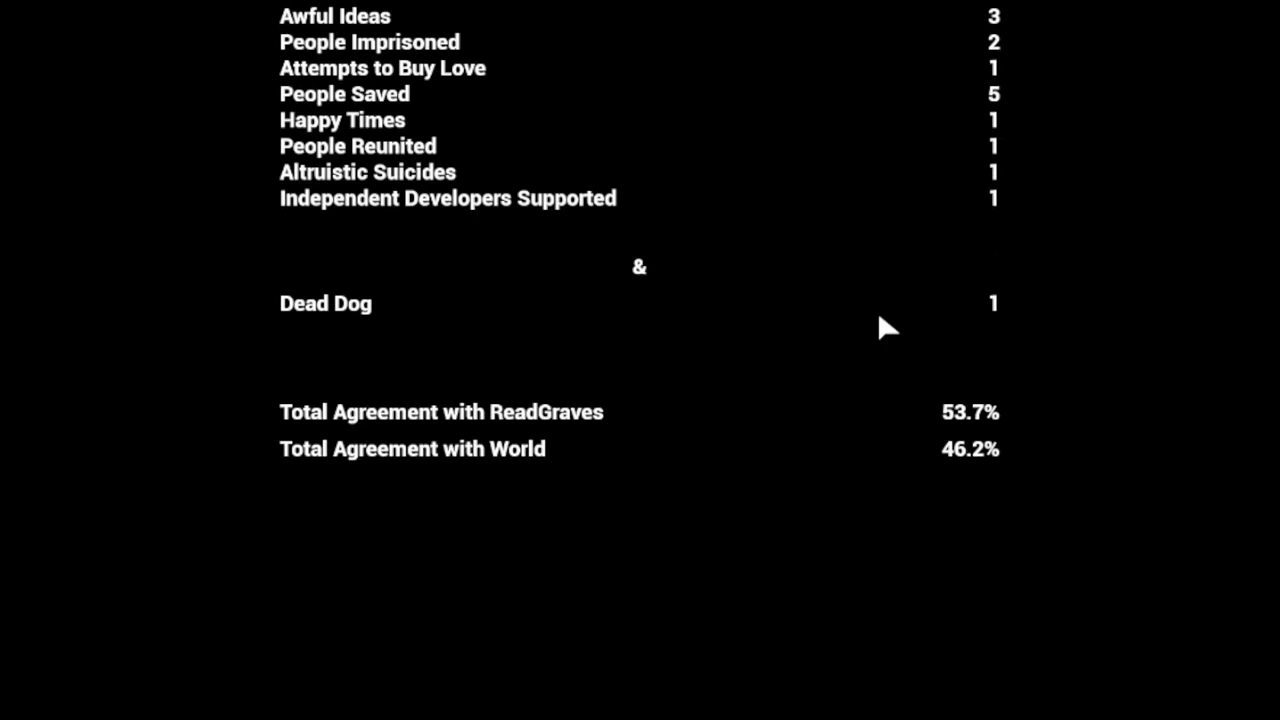 Awful Ideas 3
People Imprisoned 2
Attempts to Buy Love 1
People Saved 5
Happy Times 1
People Reunited 1
Altruistic Suicides 1
Independent Developers Supported 1
&
Dead Dog 1
Total Agreement with ReadGraves 53.7%
Total Agreement with World 46.2%